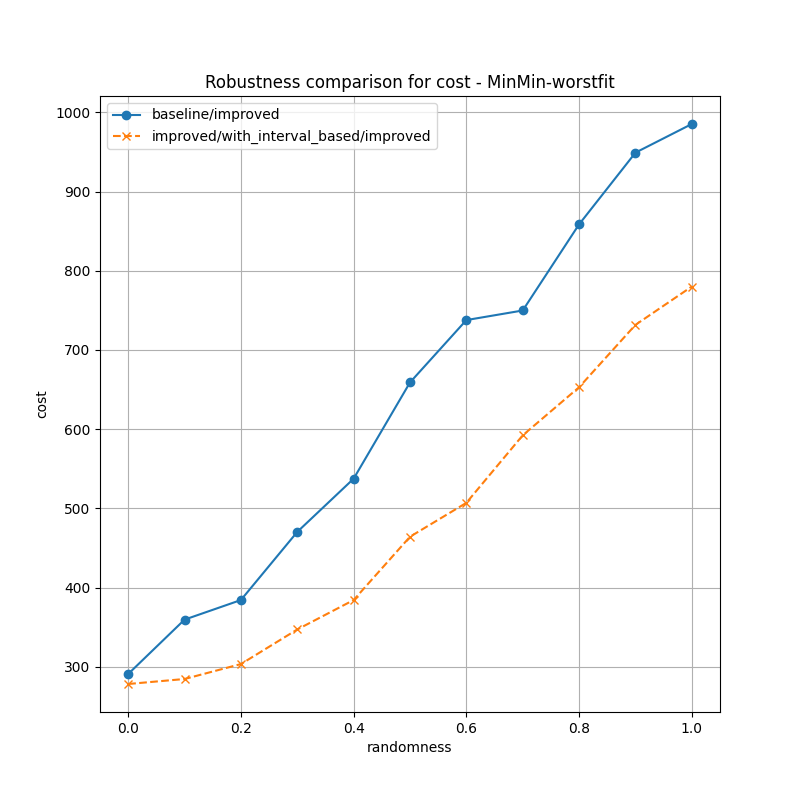 Robustness comparison for cost - MinMin-worstfit
baseline/improved
improved/with_interval_based/improved
1000
900
800
700
600
500
400
300
cost
0.0 0.2 0.4 0.6 0.8 1.0
randomness